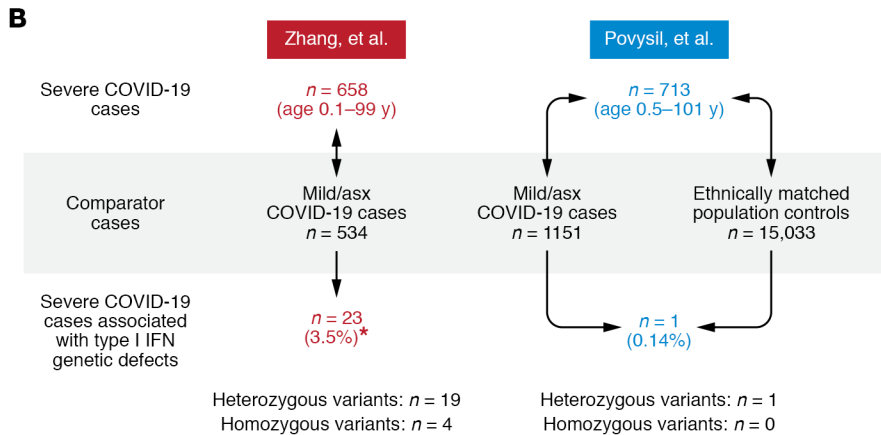 B
Zhang, et al.
Povysil, et al.
Severe COVID-19
cases
n = 658
(age 0.1–99 y)
n = 713
(age 0.5–101 y)
Comparator
cases
Mild/asx
COVID-19 cases
n = 534
Mild/asx
COVID-19 cases
n = 1151
Ethnically matched
population controls
n = 15,033
Severe COVID-19
cases associated
with type I IFN
genetic defects
n = 23
(3.5%)*
n = 1
(0.14%)
Heterozygous variants: n = 19
Homozygous variants: n = 4
Heterozygous variants: n = 1
Homozygous variants: n = 0